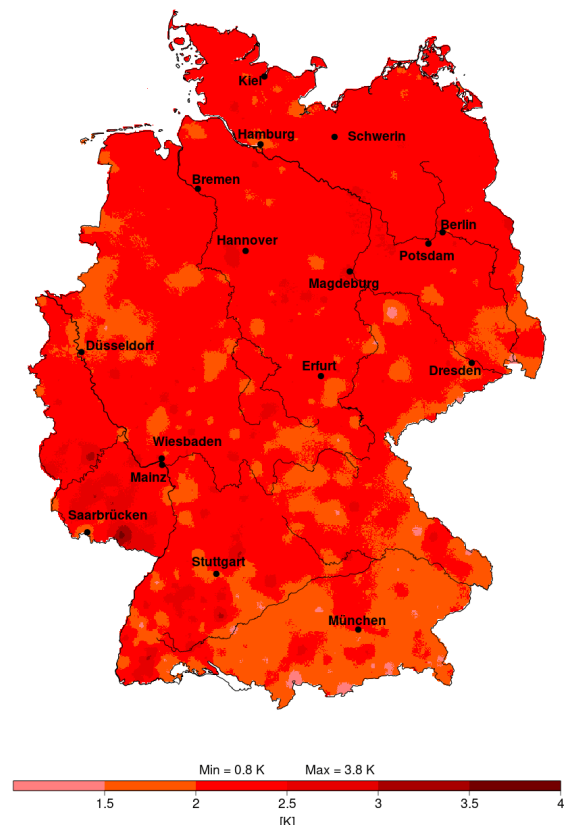 Kiel
Hamburg
Schwerin
Bremen
Berlin
Hannover
Potsdam
Magdeburg
Düsseldorf
Erfurt
Dresden
Wiesbaden
Mainz
Saarbrücken
Stuttgart
München
Min = 0.8 K Max = 3.8 K
1.5 2 2.5 3 3.5 4
[K]